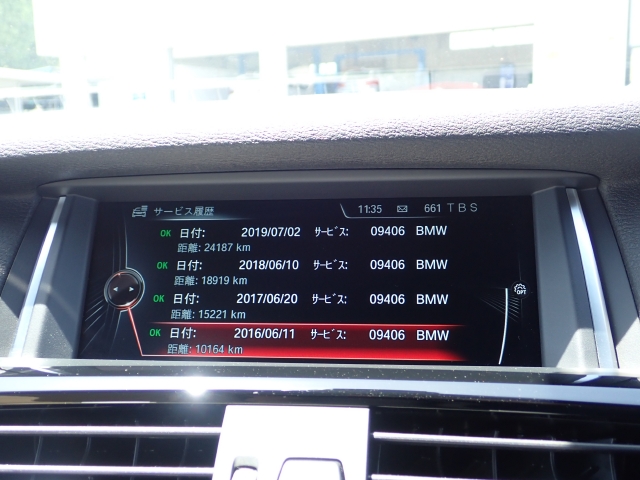 サービス履歴 11:35 661 TBS
OK 日付: 2019/07/02 ｻｰﾋﾞｽ: 09406 BMW
距離: 24187 km
OK 日付: 2018/06/10 ｻｰﾋﾞｽ: 09406 BMW
距離: 18919 km
OK 日付: 2017/06/20 ｻｰﾋﾞｽ: 09406 BMW
距離: 15221 km
OK 日付: 2016/06/11 ｻｰﾋﾞｽ: 09406 BMW
距離: 10164 km
OPT